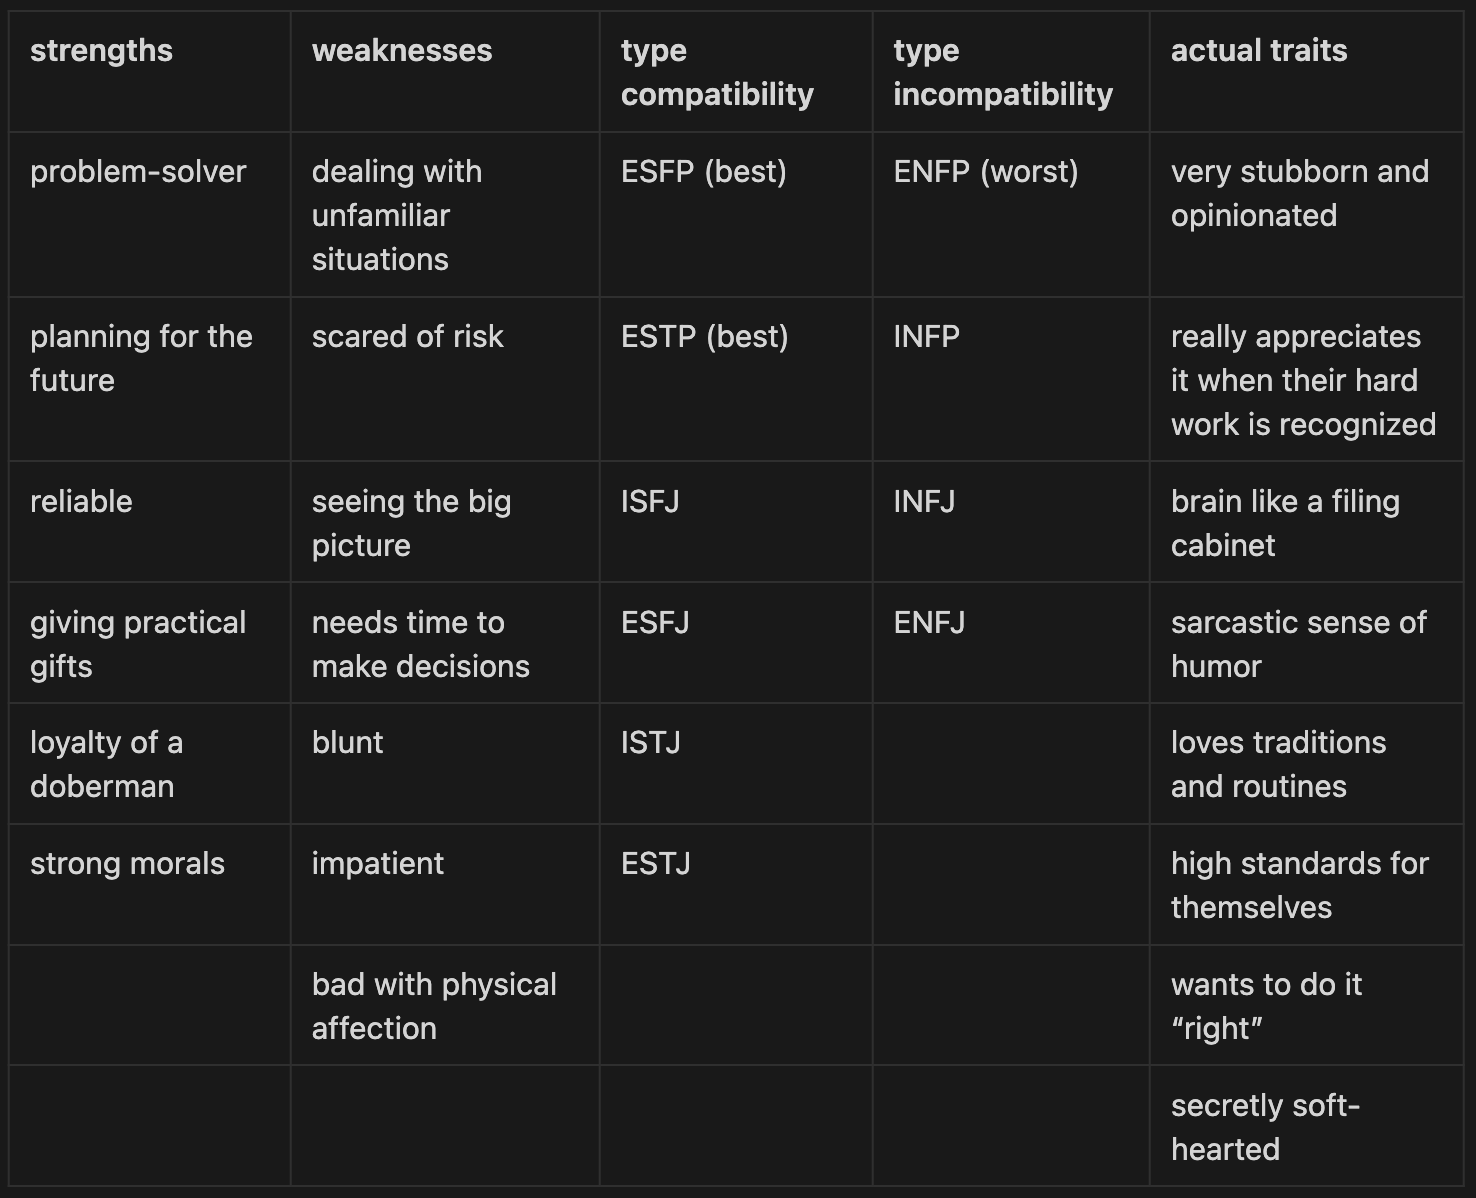 strengths
weaknesses
type
compatibility
type
incompatibility
actual traits
problem-solver
dealing with
unfamiliar
situations
ESFP (best)
ENFP (worst)
very stubborn and
opinionated
planning for the
future
scared of risk
ESTP (best)
INFP
really appreciates
it when their hard
work is recognized
reliable
seeing the big
picture
ISFJ
INFJ
brain like a filing
cabinet
giving practical
gifts
needs time to
make decisions
ESFJ
ENFJ
sarcastic sense of
humor
loyalty of a
doberman
blunt
ISTJ
loves traditions
and routines
strong morals
impatient
ESTJ
high standards for
themselves
bad with physical
affection
wants to do it
“right”
secretly soft-
hearted